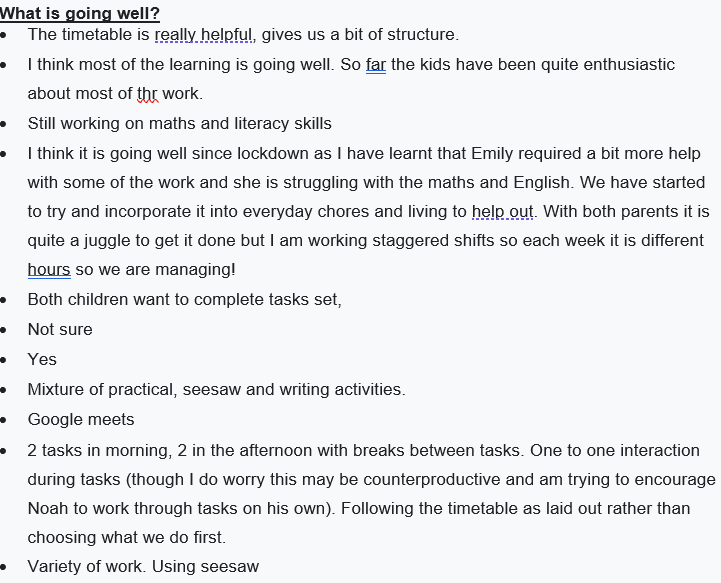 What is going well?
• The timetable is really helpful, gives us a bit of structure.
• I think most of the learning is going well. So far the kids have been quite enthusiastic
about most of thr work.
• Still working on maths and literacy skills
• I think it is going well since lockdown as I have learnt that Emily required a bit more help
with some of the work and she is struggling with the maths and English. We have started
to try and incorporate it into everyday chores and living to help out. With both parents it is
quite a juggle to get it done but I am working staggered shifts so each week it is different
hours so we are managing!
• Both children want to complete tasks set,
• Not sure
• Yes
• Mixture of practical, seesaw and writing activities.
• Google meets
• 2 tasks in morning, 2 in the afternoon with breaks between tasks. One to one interaction
during tasks (though I do worry this may be counterproductive and am trying to encourage
Noah to work through tasks on his own). Following the timetable as laid out rather than
choosing what we do first.
• Variety of work. Using seesaw